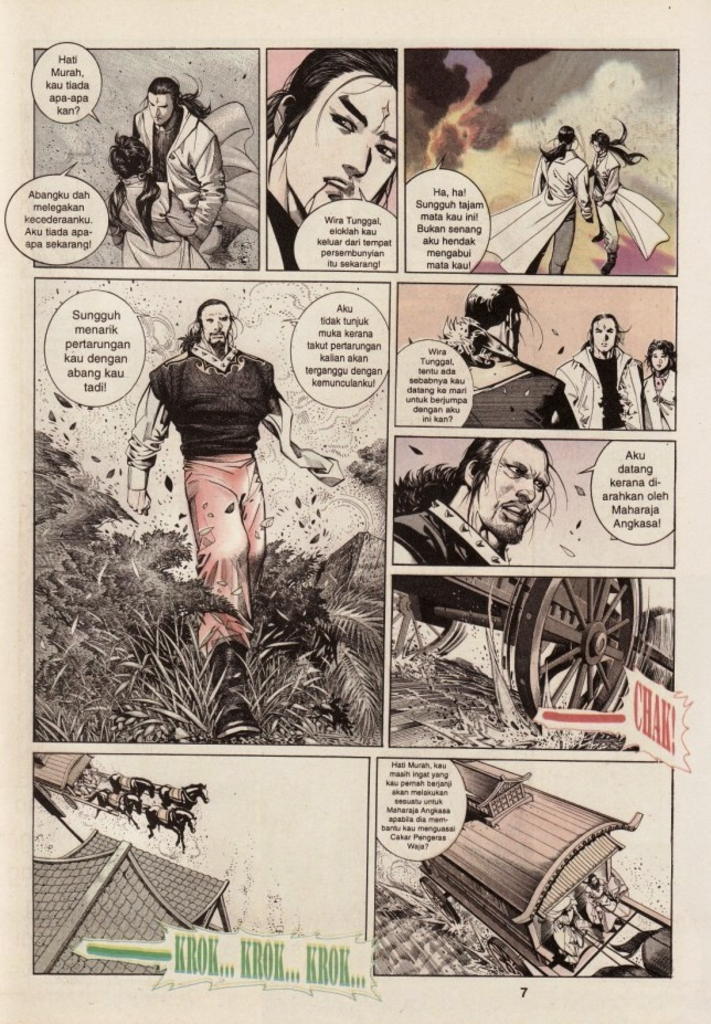 Hati
Murah,
kau tiada
apa-apa
kan?
Abangku dah
melegakan
kecederaanku.
Aku tiada apa-
apa sekarang!
Wira Tunggal,
eloklah kau
keluar dari tempat
persembunyian
itu sekarang!
Ha, ha!
Sungguh tajam
mata kau ini!
Bukan senang
aku hendak
mengabui
mata kau!
Sungguh
menarik
pertarungan
kau dengan
abang kau
tadi!
Aku
tidak tunjuk
muka kerana
takut pertarungan
kalian akan
terganggu dengan
kemunculanku!
Wira
Tunggal,
tentu ada
sebabnya kau
datang ke mari
untuk berjumpa
dengan aku
ini kan?
Aku
datang
kerana di-
arahkan oleh
Maharaja
Angkasa!
CHAK!
KROK... KROK... KROK...
Hati Murah, kau
masih ingat yang
kau pernah berjanji
akan melakukan
sesuatu untuk
Maharaja Angkasa
apabila dia mem-
bantu kau menguasai
Cakar Pengeras
Waja?
7